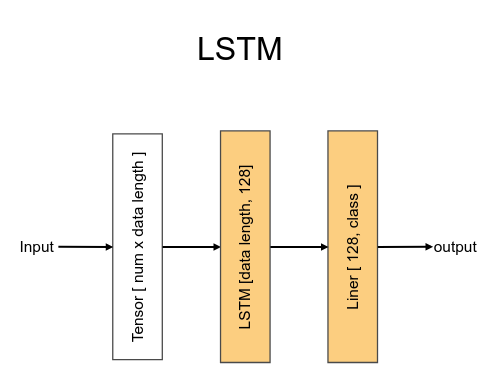 LSTM
Input
Tensor [ num x data length ]
LSTM [data length, 128]
Liner [ 128, class ]
output